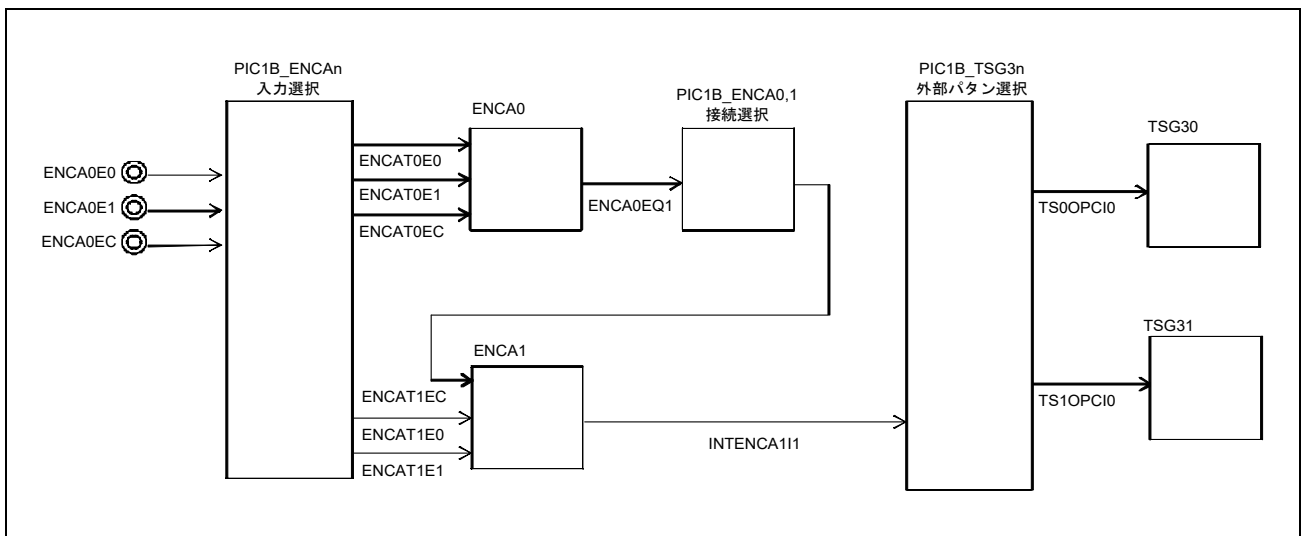 PIC1B_ENCAn
入力選択
ENCA0E0
ENCA0E1
ENCA0EC
ENCAT0E0
ENCAT0E1
ENCAT0EC
ENCA0
ENCA0EQ1
PIC1B_ENCA0,1
接続選択
ENCA1
ENCAT1EC
ENCAT1E0
ENCAT1E1
INTENCA1I1
PIC1B_TSG3n
外部パタン選択
TS0OPCI0
TSG30
TS1OPCI0
TSG31